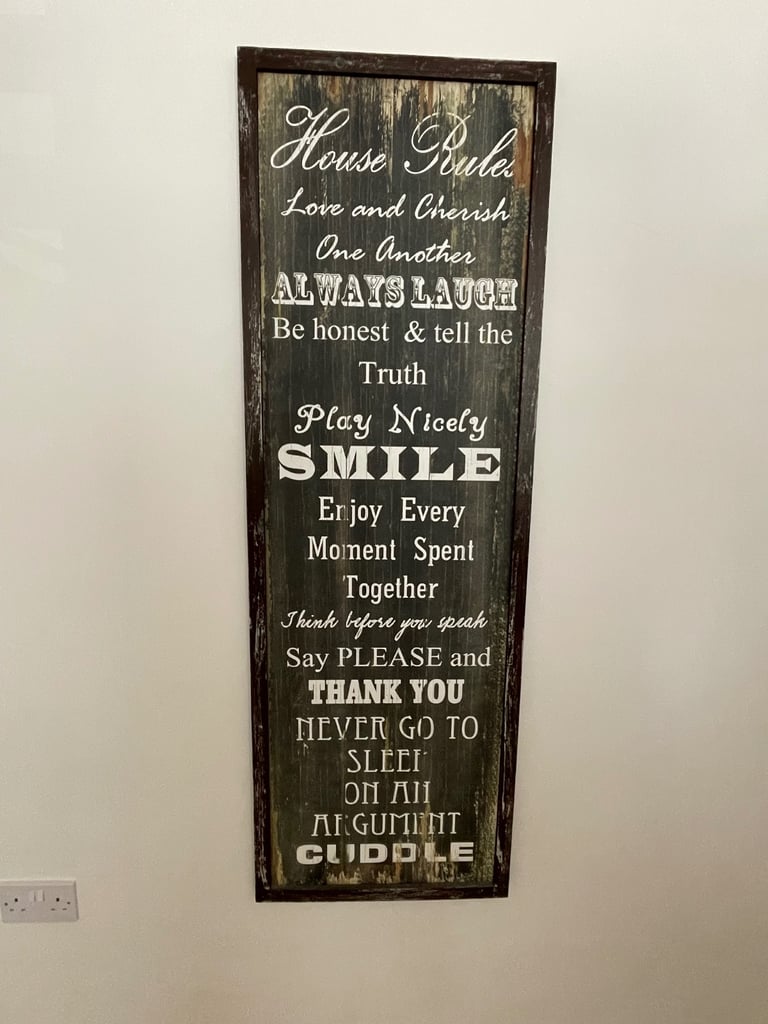 House Rules
Love and Cherish
One Another
ALWAYS LAUGH
Be honest & tell the
Truth
Play Nicely
SMILE
Enjoy Every
Moment Spent
Together
Think before you speak
Say PLEASE and
THANK YOU
NEVER GO TO
SLEEP
ON AN
ARGUMENT
CUDDLE